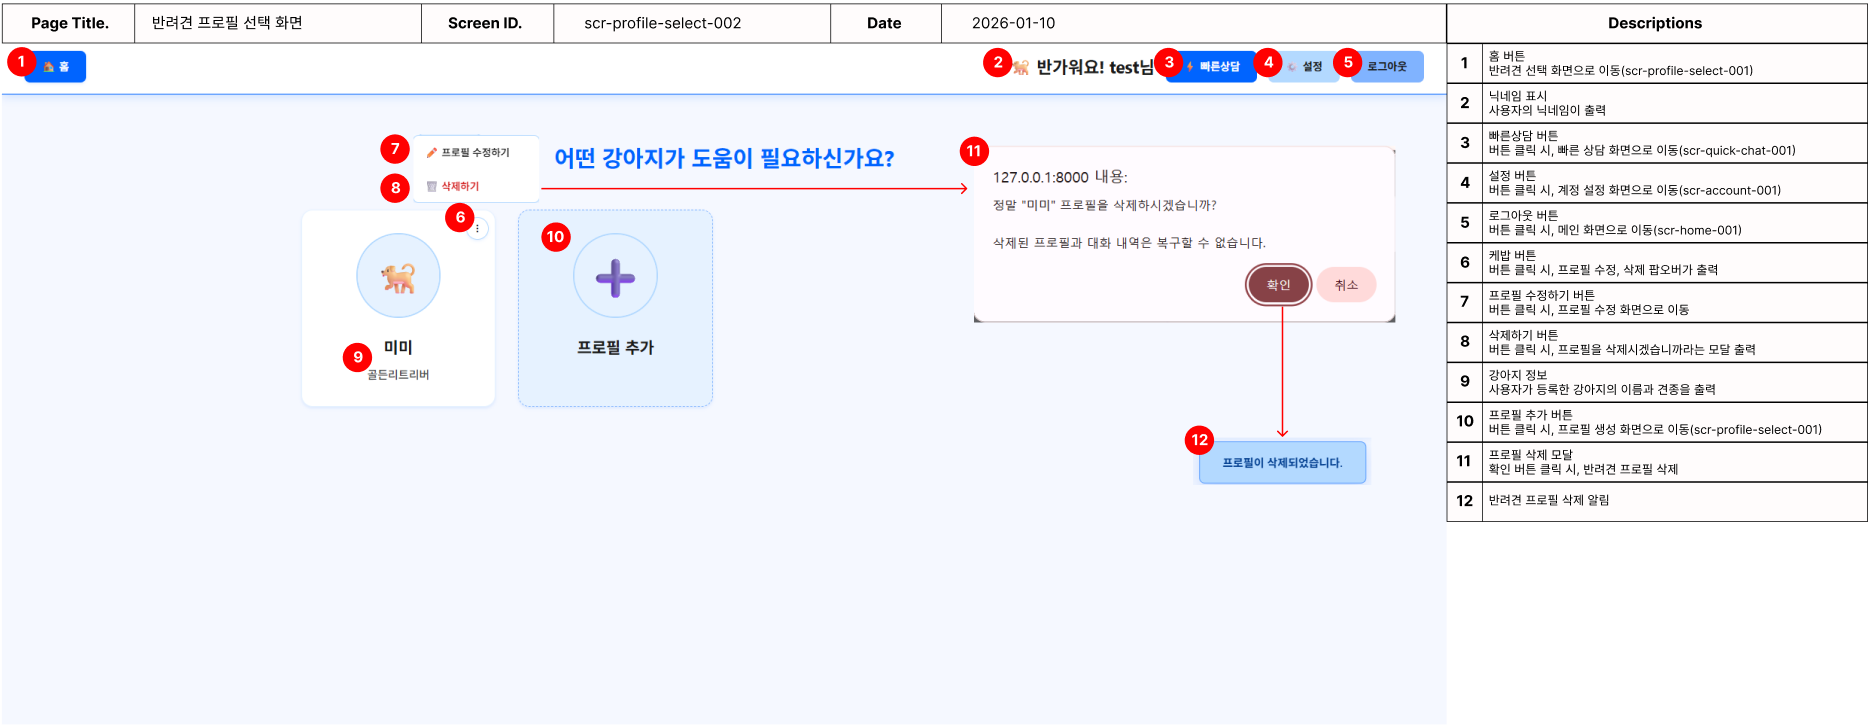 Page Title.
반려견 프로필 선택 화면
Screen ID.
scr-profile-select-002
Date
2026-01-10
Descriptions
1
홈
2
반가워요! test님
3
빠른상담
4
설정
5
로그아웃
7
프로필 수정하기
8
삭제하기
어떤 강아지가 도움이 필요하신가요?
6
미미
9
골든리트리버
10
프로필 추가
11
127.0.0.1:8000 내용:
정말 "미미" 프로필을 삭제하시겠습니까?
삭제된 프로필과 대화 내역은 복구할 수 없습니다.
확인
취소
12
프로필이 삭제되었습니다.
1
홈 버튼
반려견 선택 화면으로 이동(scr-profile-select-001)
2
닉네임 표시
사용자의 닉네임이 출력
3
빠른상담 버튼
버튼 클릭 시, 빠른 상담 화면으로 이동(scr-quick-chat-001)
4
설정 버튼
버튼 클릭 시, 계정 설정 화면으로 이동(scr-account-001)
5
로그아웃 버튼
버튼 클릭 시, 메인 화면으로 이동(scr-home-001)
6
케밥 버튼
버튼 클릭 시, 프로필 수정, 삭제 팝오버가 출력
7
프로필 수정하기 버튼
버튼 클릭 시, 프로필 수정 화면으로 이동
8
삭제하기 버튼
버튼 클릭 시, 프로필을 삭제시겠습니까라는 모달 출력
9
강아지 정보
사용자가 등록한 강아지의 이름과 견종을 출력
10
프로필 추가 버튼
버튼 클릭 시, 프로필 생성 화면으로 이동(scr-profile-select-001)
11
프로필 삭제 모달
확인 버튼 클릭 시, 반려견 프로필 삭제
12
반려견 프로필 삭제 알림